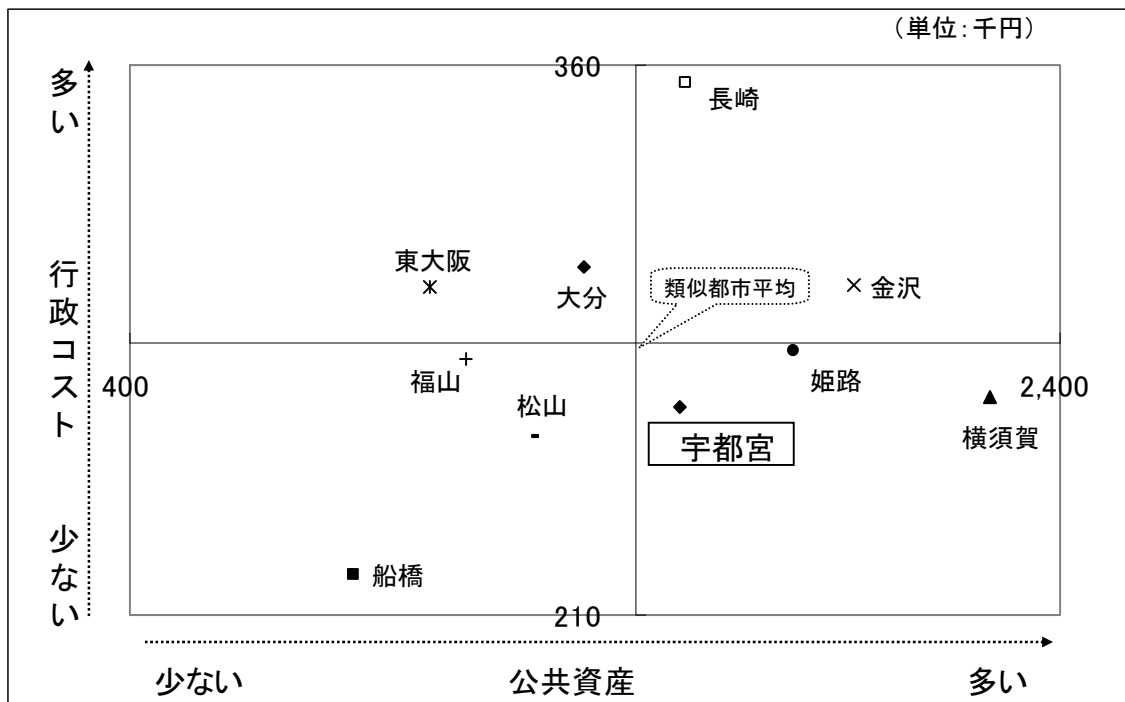 （単位：千円）
360
多い
長崎
東大阪
大分
類似都市平均
金沢
行政コスト
400
福山
松山
姫路
2,400
横須賀
宇都宮
少ない
船橋
210
少ない
公共資産
多い